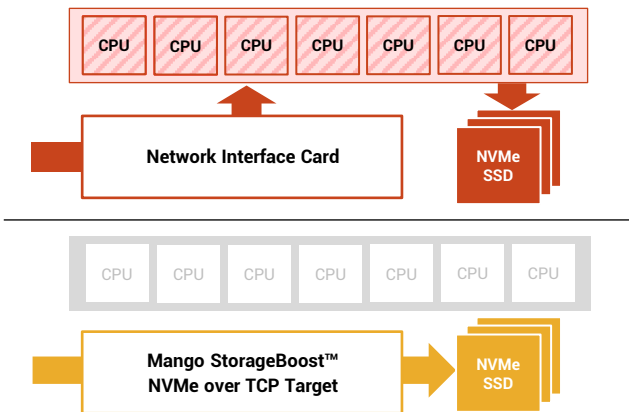 CPU CPU CPU CPU CPU CPU CPU
Network Interface Card
NVMe
SSD
CPU CPU CPU CPU CPU CPU CPU
Mango StorageBoost™
NVMe over TCP Target
NVMe
SSD